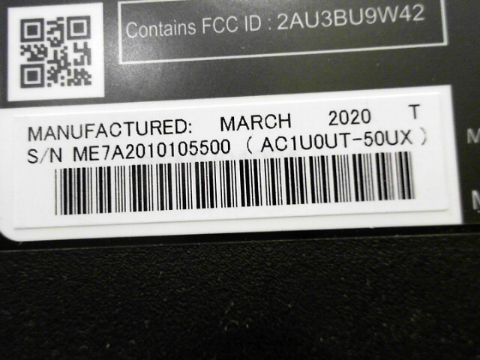 Contains FCC ID : 2AU3BU9W42
MANUFACTURED: MARCH 2020 T
S/N ME7A2010105500 ( AC1U0UT-50UX )
M